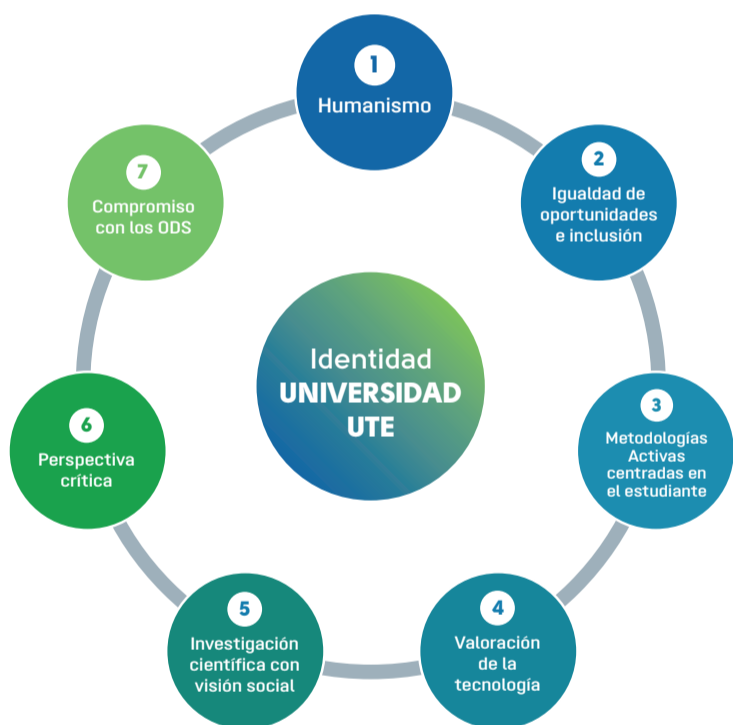 1
Humanismo
2
Igualdad de
oportunidades
e inclusión
3
Metodologías
Activas
centradas en
el estudiante
4
Valoración
de la
tecnología
5
Investigación
científica con
visión social
6
Perspectiva
crítica
7
Compromiso
con los ODS
Identidad
UNIVERSIDAD
UTE